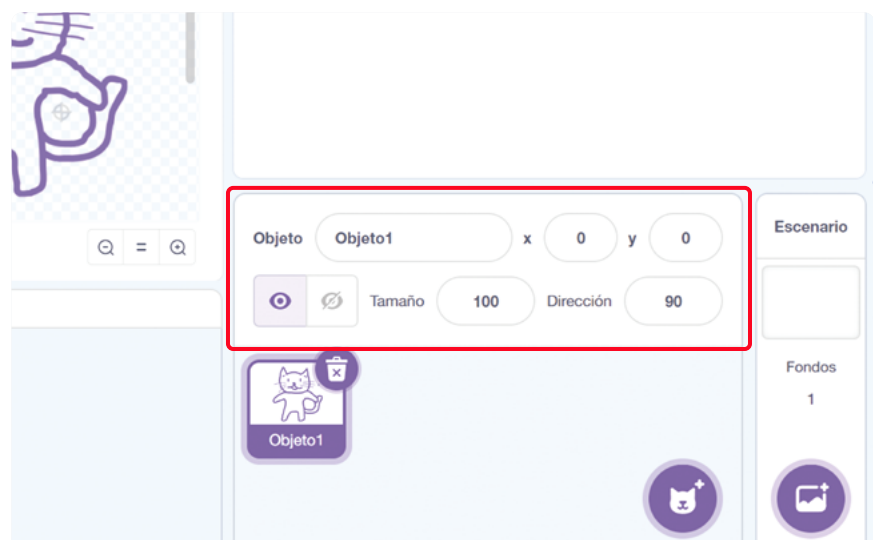 Objeto Objeto1 x 0 y 0
Tamaño 100 Dirección 90
Escenario
Fondos
1
Objeto1